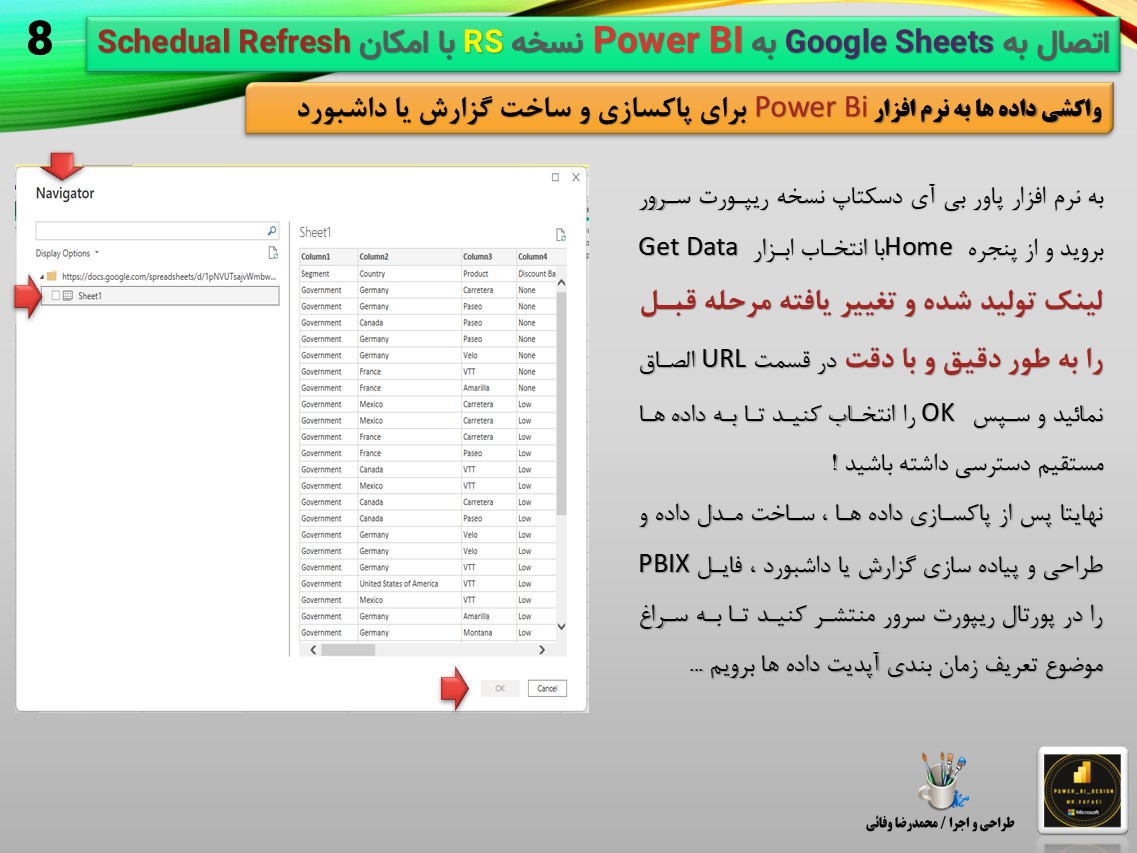 8
اتصال به Google Sheets به Power BI نسخه RS با امکان Schedual Refresh
واکشی داده ها به نرم افزار Power Bi برای پاکسازی و ساخت گزارش یا داشبورد
به نرم افزار پاور بی آی دسکتاپ نسخه ریپورت سرور
بروید و از پنجره Home با انتخاب ابزار Get Data
لینک تولید شده و تغییر یافته مرحله قبل
را به طور دقیق و با دقت در قسمت URL الصاق
نمائید و سپس OK را انتخاب کنید تا به داده ها
مستقیم دسترسی داشته باشید !
نهایتا پس از پاکسازی داده ها ، ساخت مدل داده و
طراحی و پیاده سازی گزارش یا داشبورد ، فایل PBIX
را در پورتال ریپورت سرور منتشر کنید تا به سراغ
موضوع تعریف زمان بندی آپدیت داده ها برویم ...
Navigator
Display Options
https://docs.google.com/spreadsheets/d/1pNVUTsajvWmbw...
Sheet1
Sheet1
Column1 Column2 Column3 Column4
Segment Country Product Discount Ba
Government Germany Carretera None
Government Germany Paseo None
Government Canada Paseo None
Government Germany Paseo None
Government Germany Velo None
Government France VTT None
Government France Amarilla None
Government Mexico Carretera Low
Government Mexico Carretera Low
Government France Carretera Low
Government France Paseo Low
Government Canada VTT Low
Government Mexico VTT Low
Government Canada Carretera Low
Government Canada Paseo Low
Government Germany Velo Low
Government Germany Velo Low
Government Germany VTT Low
Government United States of America VTT Low
Government Mexico VTT Low
Government Germany Amarilla Low
Government Germany Montana Low
OK Cancel
طراحی و اجرا / محمدرضا وفائی
POWER_BI_DESIGN
MR.VAFAEI
Microsoft